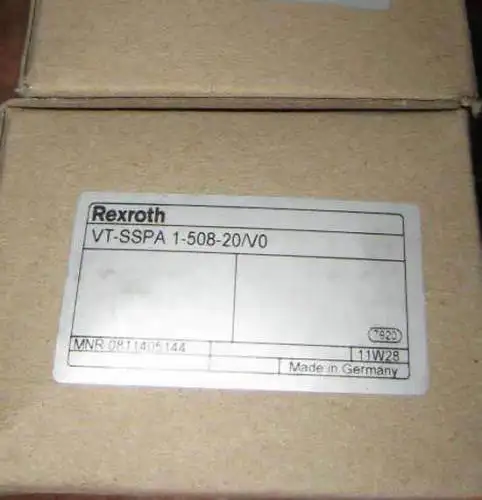 Rexroth
VT-SSPA 1-508-20/V0
7920
MNR 0811405144
11W28
Made in Germany